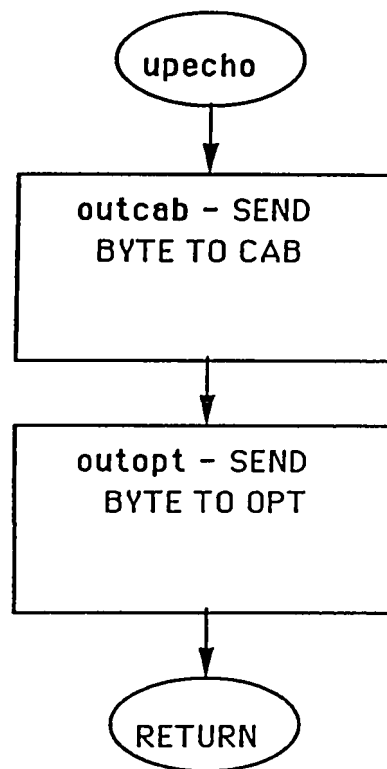 upecho
outcab - SEND
BYTE TO CAB
outopt - SEND
BYTE TO OPT
RETURN